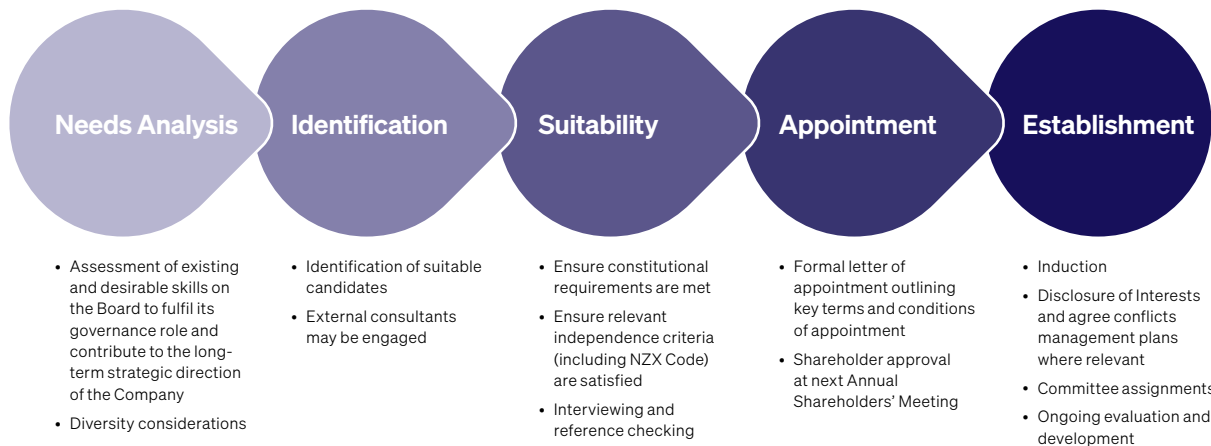 Needs Analysis
Identification
Suitability
Appointment
Establishment
• Assessment of existing
and desirable skills on
the Board to fulfil its
governance role and
contribute to the long-
term strategic direction
of the Company
• Diversity considerations
• Identification of suitable
candidates
• External consultants
may be engaged
• Ensure constitutional
requirements are met
• Ensure relevant
independence criteria
(including NZX Code)
are satisfied
• Interviewing and
reference checking
• Formal letter of
appointment outlining
key terms and conditions
of appointment
• Shareholder approval
at next Annual
Shareholders’ Meeting
• Induction
• Disclosure of Interests
and agree conflicts
management plans
where relevant
• Committee assignments
• Ongoing evaluation and
development